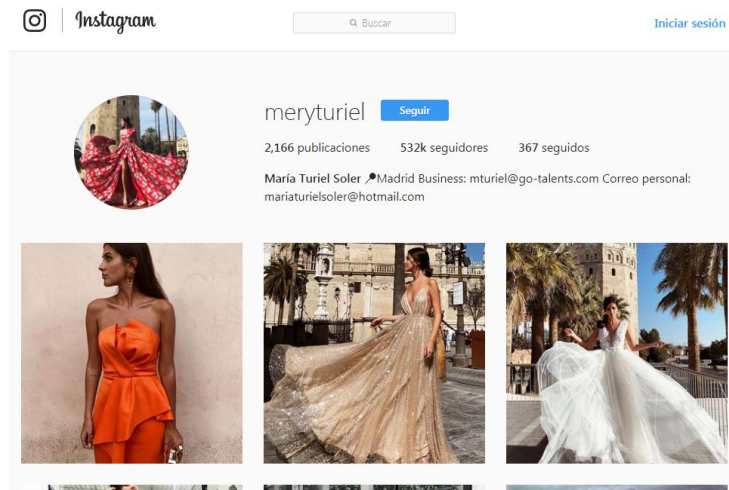 Instagram
Buscar
Iniciar sesión
meryturiel
Seguir
2,166 publicaciones 532k seguidores 367 seguidos
María Turiel Soler 📍Madrid Business: mturiel@go-talents.com Correo personal:
mariaturielsoler@hotmail.com